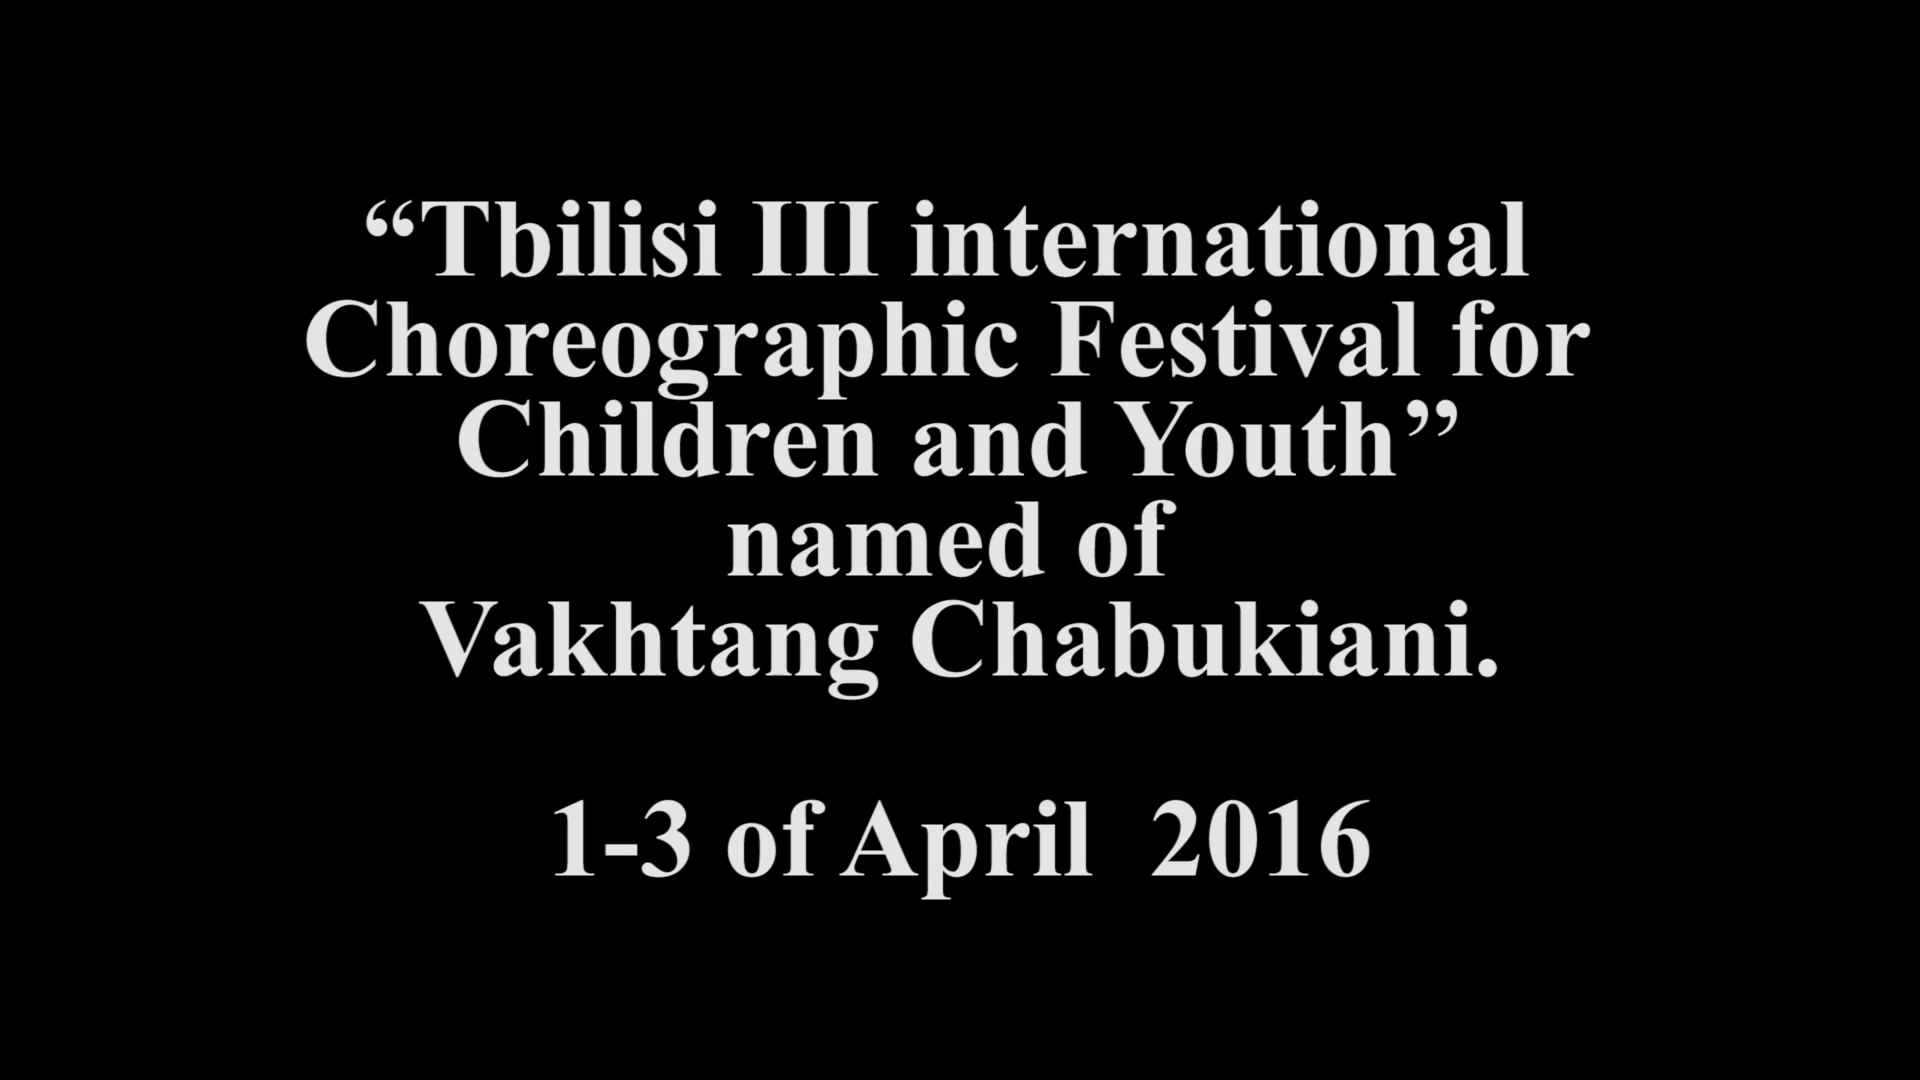 “Tbilisi III international
Choreographic Festival for
Children and Youth”
named of
Vakhtang Chabukiani.
1-3 of April  2016